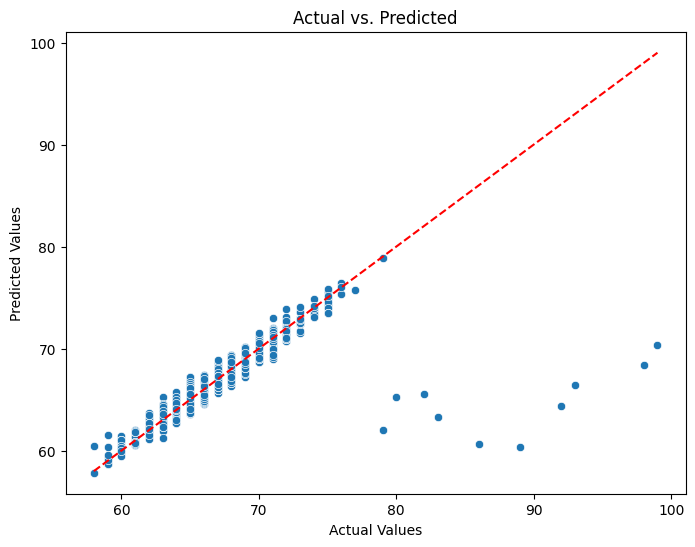 Actual vs. Predicted
100
90
80
70
60
Predicted Values
60 70 80 90 100
Actual Values